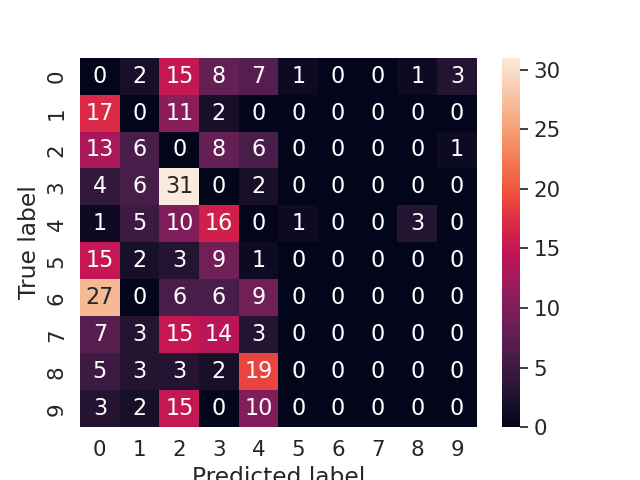 0 0 2 15 8 7 1 0 0 1 3
1 17 0 11 2 0 0 0 0 0 0
2 13 6 0 8 6 0 0 0 0 1
3 4 6 31 0 2 0 0 0 0 0
4 1 5 10 16 0 1 0 0 3 0
5 15 2 3 9 1 0 0 0 0 0
6 27 0 6 6 9 0 0 0 0 0
7 7 3 15 14 3 0 0 0 0 0
8 5 3 3 2 19 0 0 0 0 0
9 3 2 15 0 10 0 0 0 0 0
0 1 2 3 4 5 6 7 8 9
True label
Predicted label
30
25
20
15
10
5
0